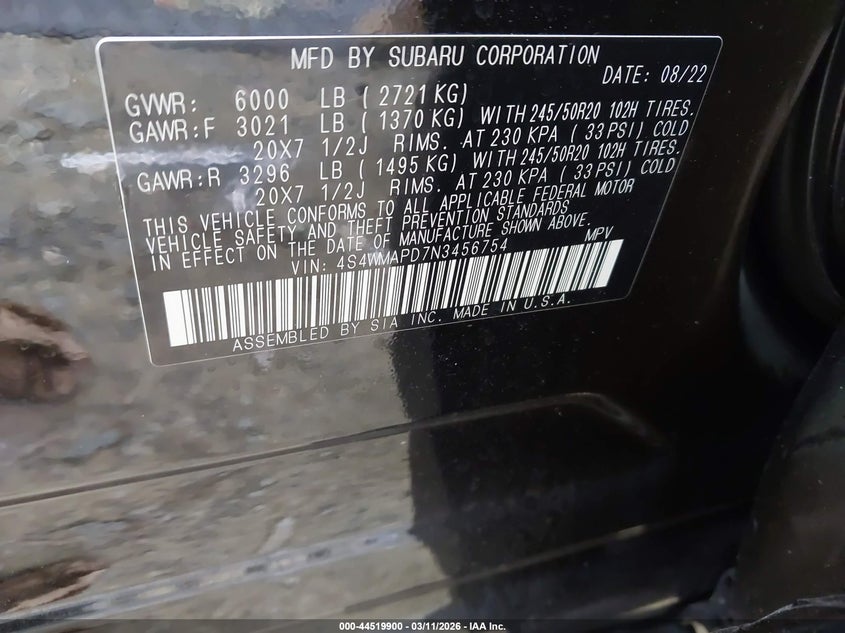 MFD BY SUBARU CORPORATION
DATE: 08/22
GVWR: 6000 LB ( 2721 KG)
GAWR:F 3021 LB ( 1370 KG) WITH 245/50R20 102H TIRES.
20X7 1/2J RIMS. AT 230 KPA ( 33 PSI) COLD
GAWR:R 3296 LB ( 1495 KG) WITH 245/50R20 102H TIRES.
20X7 1/2J RIMS. AT 230 KPA ( 33 PSI) COLD
THIS VEHICLE CONFORMS TO ALL APPLICABLE FEDERAL MOTOR
VEHICLE SAFETY AND THEFT PREVENTION STANDARDS
IN EFFECT ON THE DATE OF MANUFACTURE SHOWN ABOVE.
VIN: 4S4WMAPD7N3456754 MPV
ASSEMBLED BY SIA INC. MADE IN U.S.A.
000-44519900 - 03/11/2026 - IAA Inc.